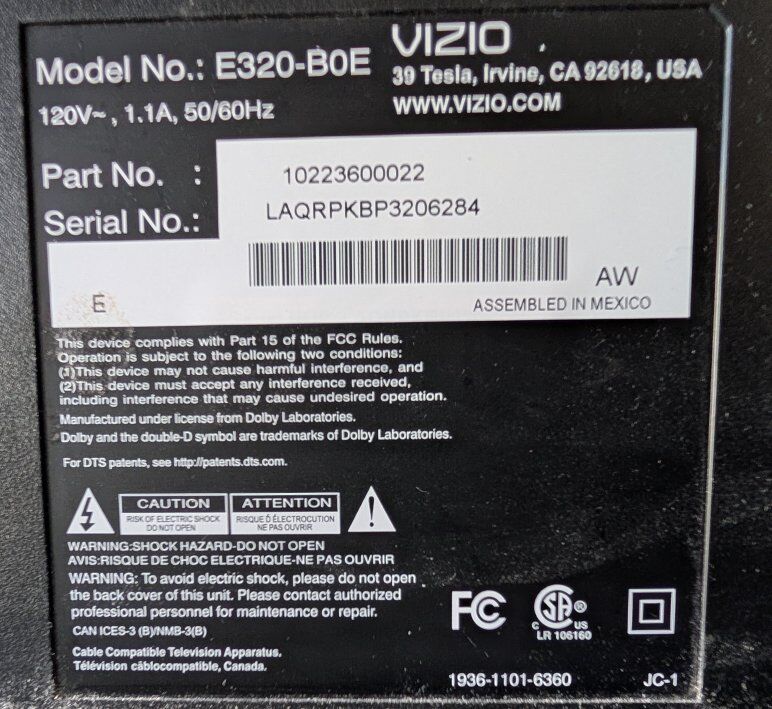 VIZIO
Model No.: E320-B0E
39 Tesla, Irvine, CA 92618, USA
120V~, 1.1A, 50/60Hz
WWW.VIZIO.COM
Part No. : 10223600022
Serial No.: LAQRPKBP3206284
AW
E
ASSEMBLED IN MEXICO
This device complies with Part 15 of the FCC Rules.
Operation is subject to the following two conditions:
(1)This device may not cause harmful interference, and
(2)This device must accept any interference received,
including interference that may cause undesired operation.
Manufactured under license from Dolby Laboratories.
Dolby and the double-D symbol are trademarks of Dolby Laboratories.
For DTS patents, see http://patents.dts.com.
CAUTION
RISK OF ELECTRIC SHOCK
DO NOT OPEN
ATTENTION
RISQUE D'ÉLECTROCUTION
NE PAS OUVRIR
WARNING:SHOCK HAZARD-DO NOT OPEN
AVIS:RISQUE DE CHOC ELECTRIQUE-NE PAS OUVRIR
WARNING: To avoid electric shock, please do not open
the back cover of this unit. Please contact authorized
professional personnel for maintenance or repair.
CAN ICES-3 (B)/NMB-3(B)
Cable Compatible Television Apparatus.
Télévision câblocompatible, Canada.
FC
C SA ® US
LR 106160
1936-1101-6360
JC-1